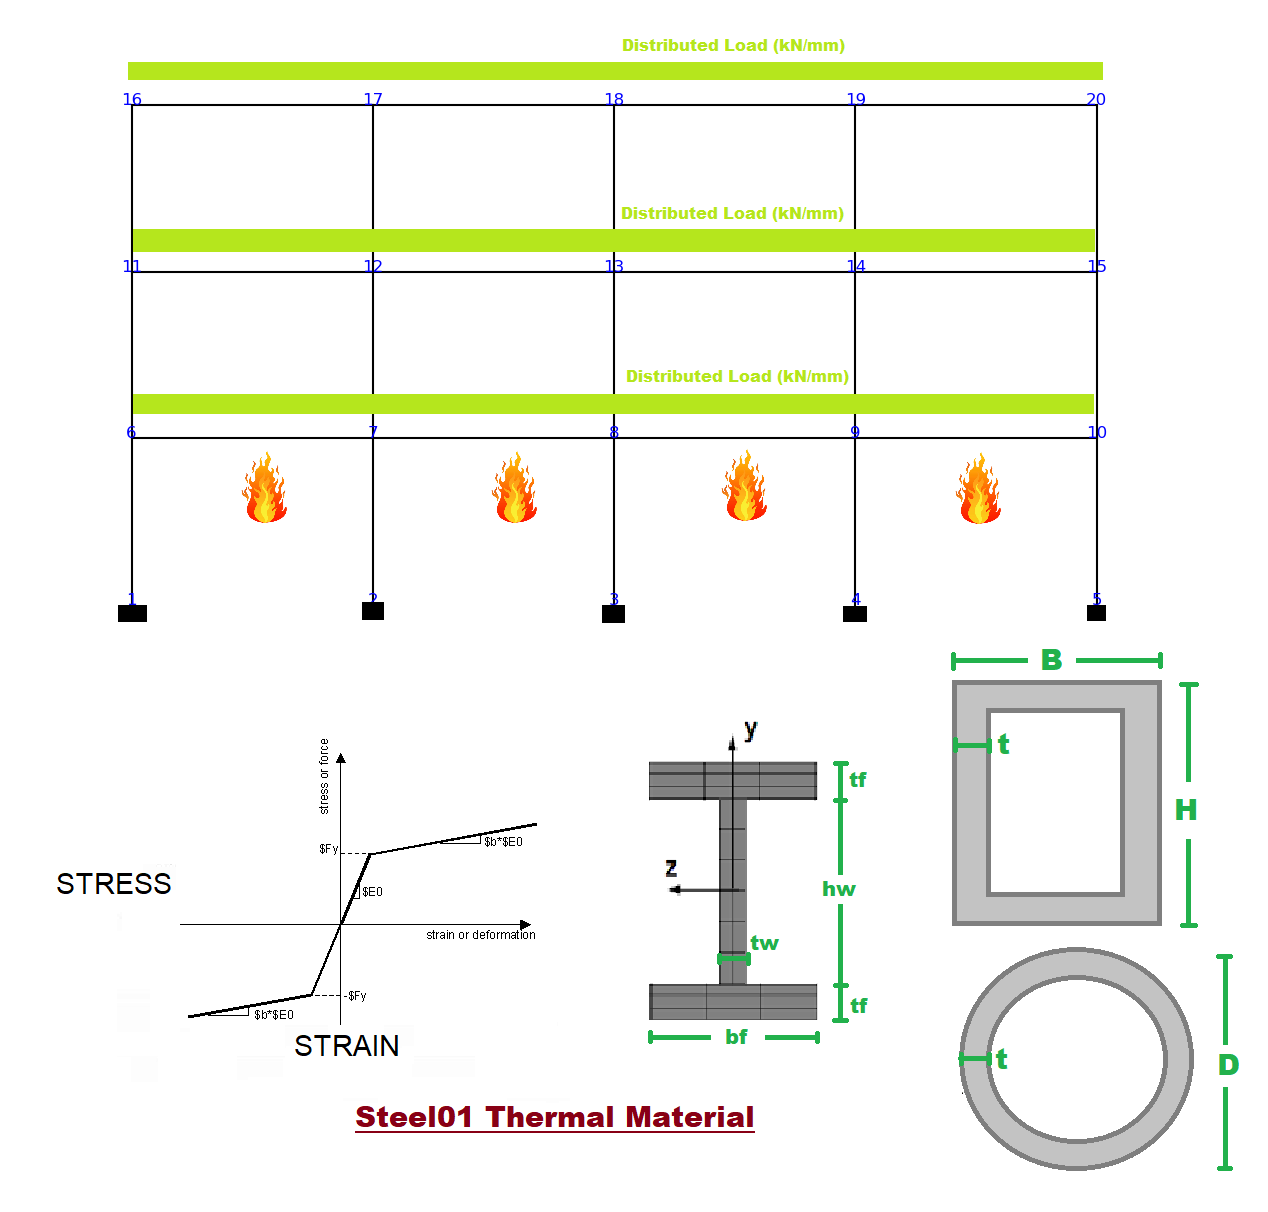 Distributed Load (kN/mm)
16 17 18 19 20
Distributed Load (kN/mm)
11 12 13 14 15
Distributed Load (kN/mm)
6 7 8 9 10
1 2 3 4 5
B
t
H
y
tf
z
hw
tw
tf
bf
stress or force
$Fy
$b*$E0
$E0
STRESS
strain or deformation
-$Fy
$b*$E0
STRAIN
t
D
Steel01 Thermal Material